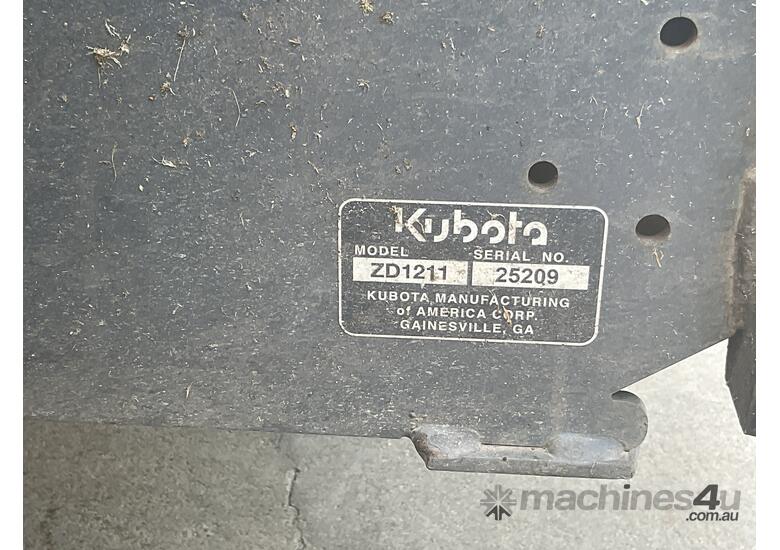 Kubota
MODEL SERIAL NO.
ZD1211 25209
KUBOTA MANUFACTURING
of AMERICA CORP.
GAINESVILLE, GA
machines4u
.com.au